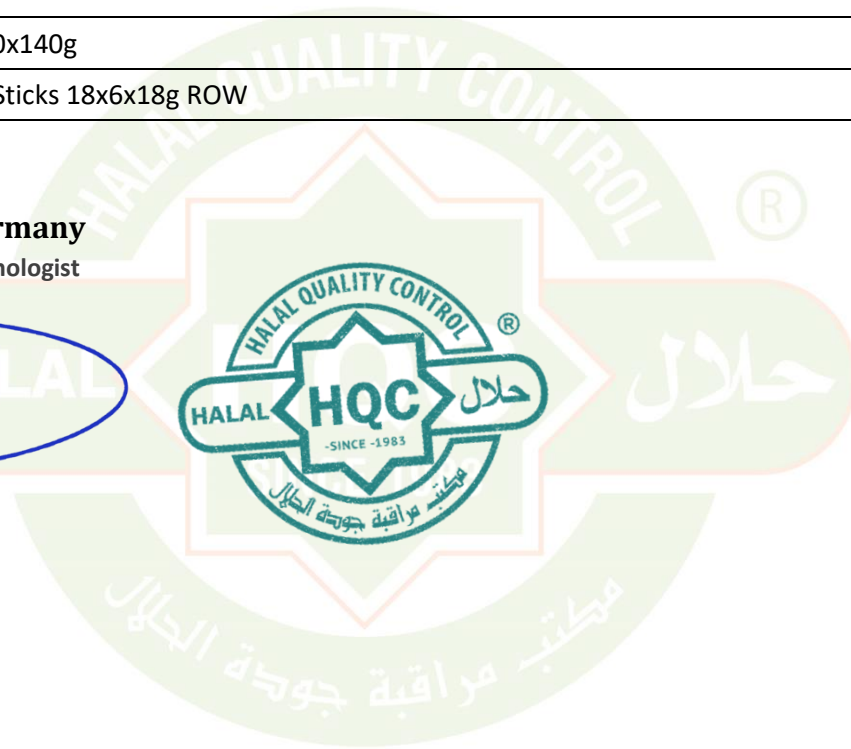 0x140g
Sticks 18x6x18g ROW
rmany
nologist
HALAL QUALITY CONTROL
®
HALAL
HQC
حلال
-SINCE -1983
مكتب مراقبة جودة الحلال
HALAL QUALITY CONTROL
®
LAL
حلال
مكتب مراقبة جودة الحلال